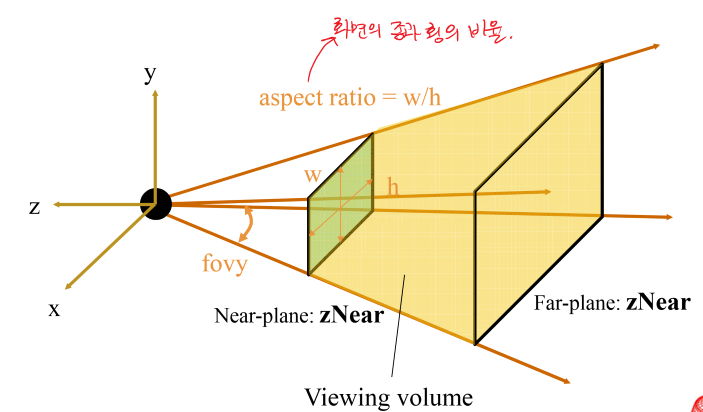 화면의 종과 횡의 비율.
aspect ratio = w/h
y
w
h
z
fovy
x
Near-plane: zNear
Far-plane: zNear
Viewing volume